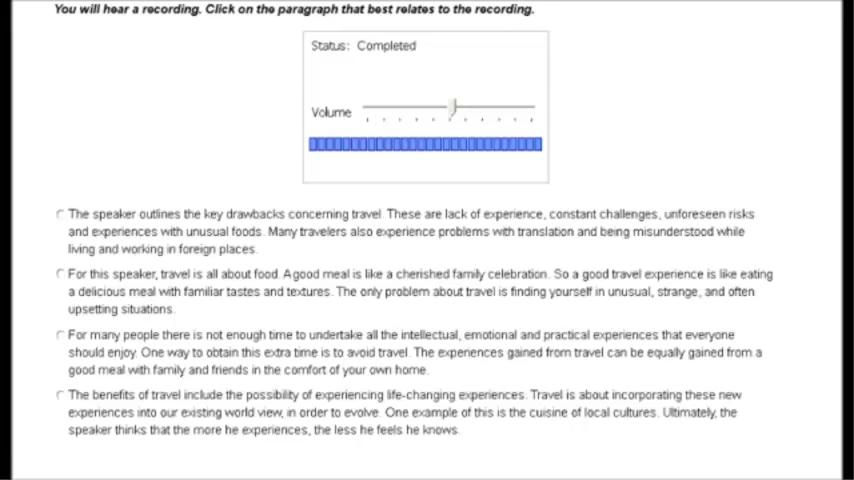 You will hear a recording. Click on the paragraph that best relates to the recording.
Status: Completed
Volume
The speaker outlines the key drawbacks concerning travel. These are lack of experience, constant challenges, unforeseen risks
and experiences with unusual foods. Many travelers also experience problems with translation and being misunderstood while
living and working in foreign places.
For this speaker, travel is all about food. A good meal is like a cherished family celebration. So a good travel experience is like eating
a delicious meal with familiar tastes and textures. The only problem about travel is finding yourself in unusual, strange, and often
upsetting situations.
For many people there is not enough time to undertake all the intellectual, emotional and practical experiences that everyone
should enjoy. One way to obtain this extra time is to avoid travel. The experiences gained from travel can be equally gained from a
good meal with family and friends in the comfort of your own home.
The benefits of travel include the possibility of experiencing life-changing experiences. Travel is about incorporating these new
experiences into our existing world view, in order to evolve. One example of this is the cuisine of local cultures. Ultimately, the
speaker thinks that the more he experiences, the less he feels he knows.